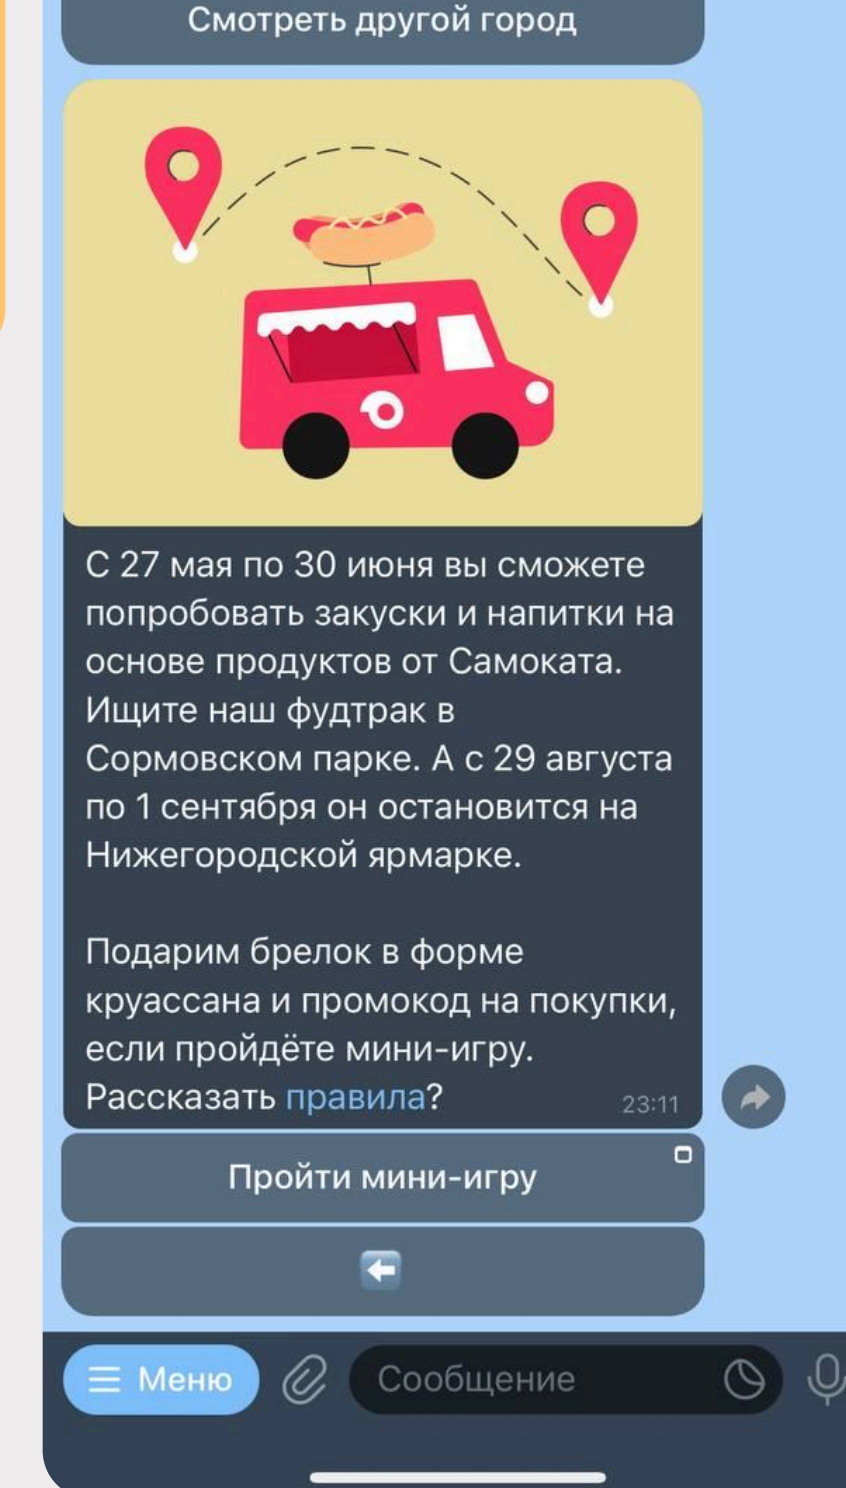 Смотреть другой город
С 27 мая по 30 июня вы сможете
попробовать закуски и напитки на
основе продуктов от Самоката.
Ищите наш фудтрак в
Сормовском парке. А с 29 августа
по 1 сентября он остановится на
Нижегородской ярмарке.
Подарим брелок в форме
круассана и промокод на покупки,
если пройдёте мини-игру.
Рассказать правила?
23:11
Пройти мини-игру
Меню
Сообщение